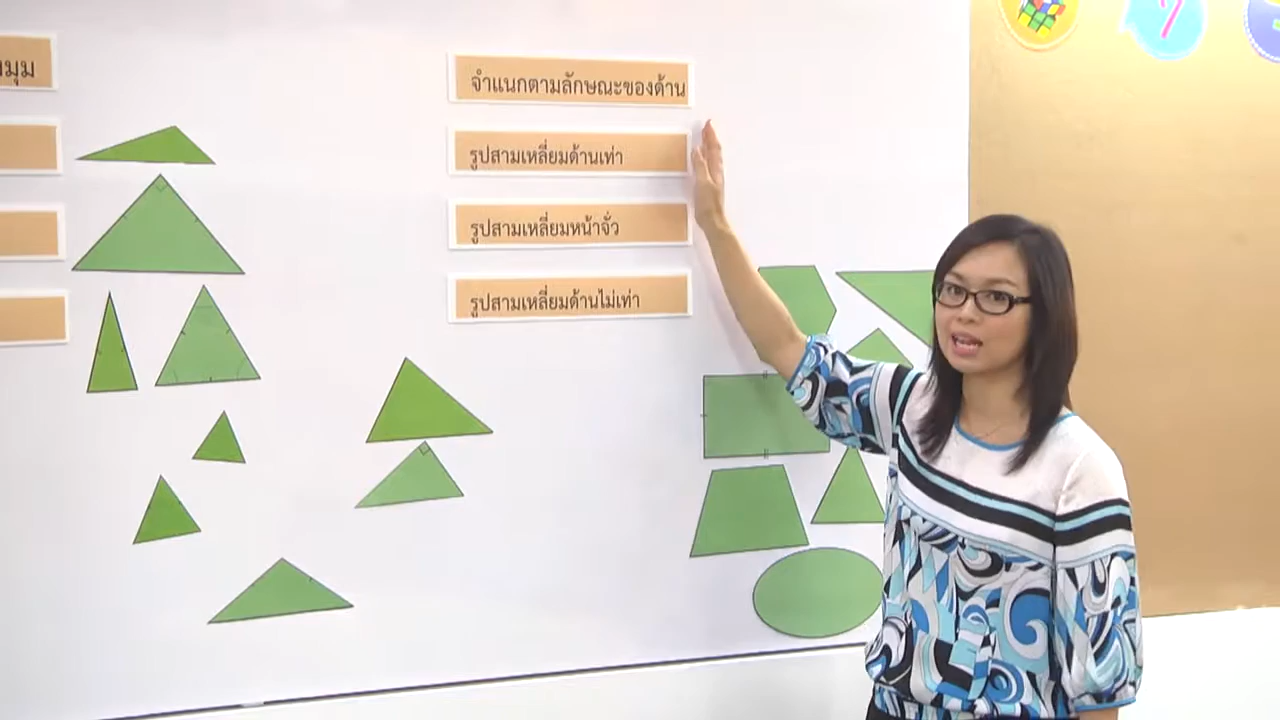 มุม
จำแนกตามลักษณะของด้าน
รูปสามเหลี่ยมด้านเท่า
รูปสามเหลี่ยมหน้าจั่ว
รูปสามเหลี่ยมด้านไม่เท่า